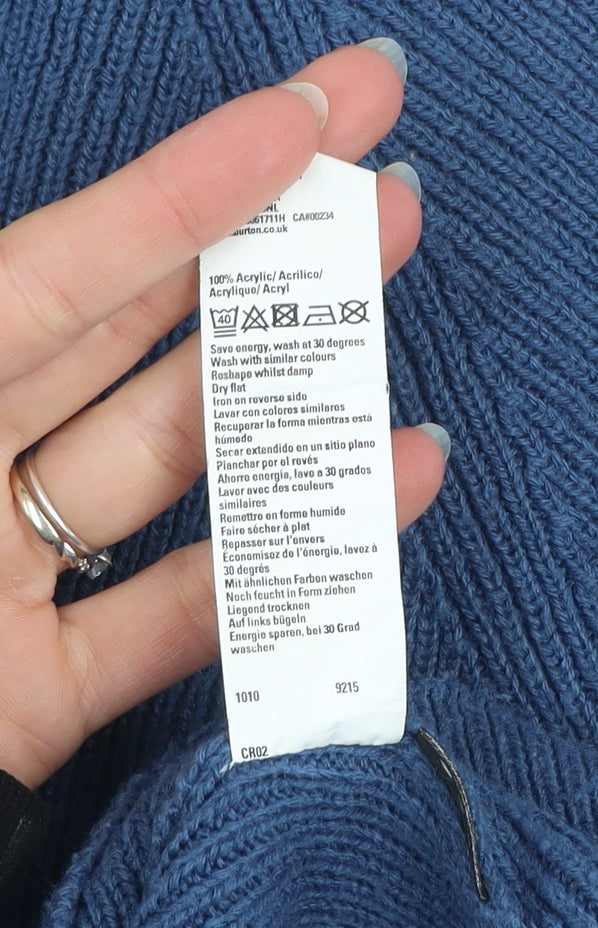 CA#00234
100% Acrylic/ Acrílico/
Acrylique/ Acryl
40
Save energy, wash at 30 degrees
Wash with similar colours
Reshape whilst damp
Dry flat
Iron on reverse side
Lavar con colores similares
Recuperar la forma mientras está
húmedo
Secar extendido en un sitio plano
Planchar por el revés
Ahorre energía, lave a 30 grados
Laver avec des couleurs
similaires
Remettre en forme humide
Faire sécher à plat
Repasser sur l'envers
Économisez de l'énergie, lavez à
30 degrés
Mit ähnlichen Farben waschen
Noch feucht in Form ziehen
Liegend trocknen
Auf links bügeln
Energie sparen, bei 30 Grad
waschen
1010 9215
CR02